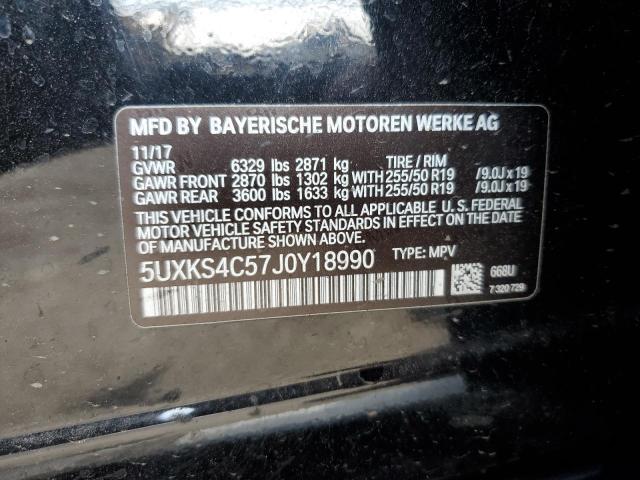 MFD BY BAYERISCHE MOTOREN WERKE AG
11/17
GVWR 6329 lbs 2871 kg TIRE / RIM
GAWR FRONT 2870 lbs 1302 kg WITH 255/50 R19 /9.0J x 19
GAWR REAR 3600 lbs 1633 kg WITH 255/50 R19 /9.0J x 19
THIS VEHICLE CONFORMS TO ALL APPLICABLE U. S. FEDERAL
MOTOR VEHICLE SAFETY STANDARDS IN EFFECT ON THE
DATE OF MANUFACTURE SHOWN ABOVE.
5UXKS4C57J0Y18990 TYPE: MPV
668U
7 320 729